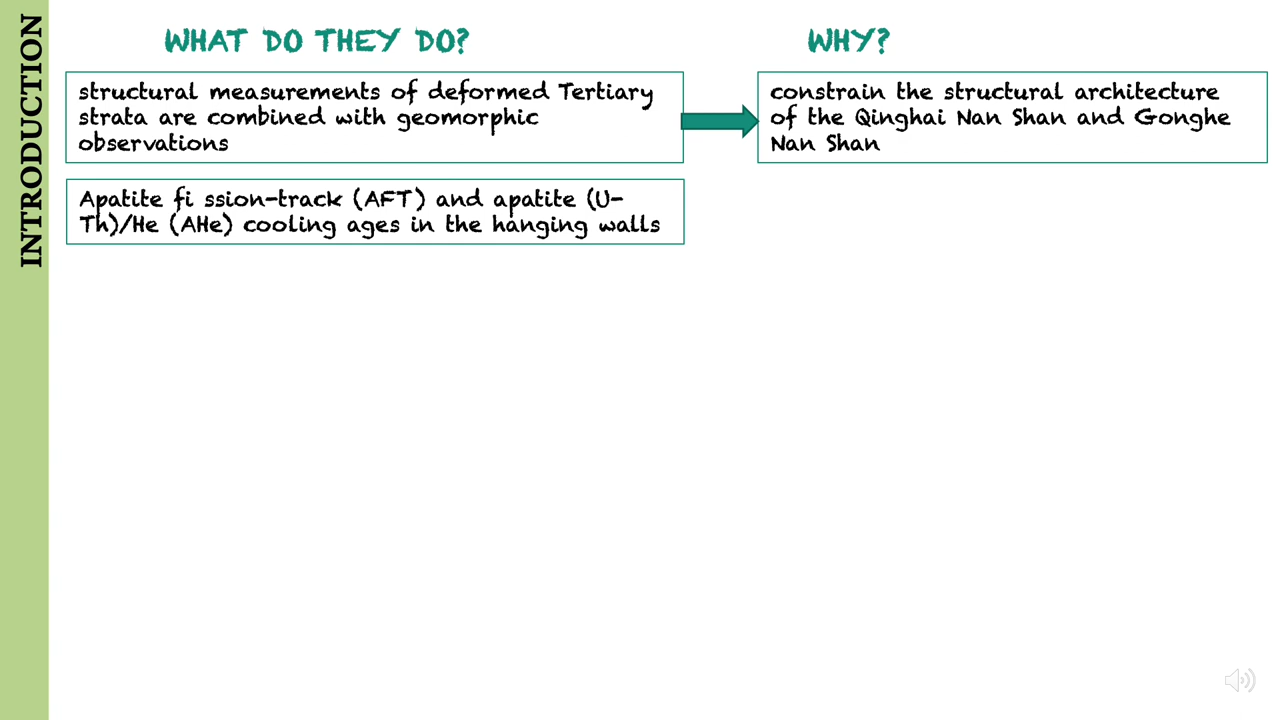 INTRODUCTION
WHAT DO THEY DO?
WHY?
structural measurements of deformed Tertiary
strata are combined with geomorphic
observations
constrain the structural architecture
of the Qinghai Nan Shan and Gonghe
Nan Shan
Apatite fi ssion-track (AFT) and apatite (U-
Th)/He (AHe) cooling ages in the hanging walls